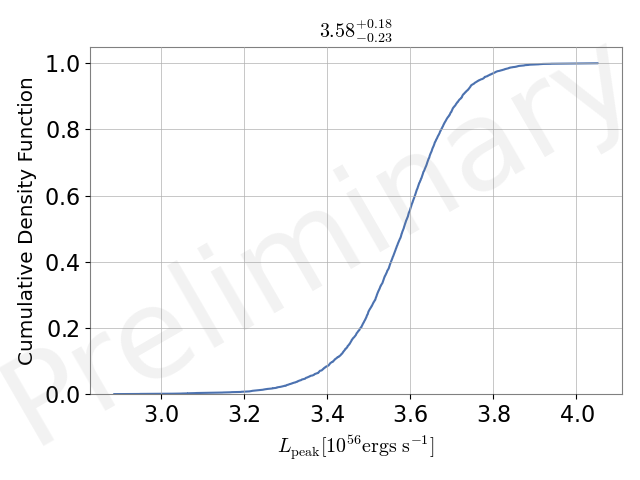 3.58^{+0.18}_{-0.23}
1.0
0.8
0.6
0.4
0.2
0.0
Cumulative Density Function
3.0 3.2 3.4 3.6 3.8 4.0
L_{peak}[10^{56}ergs s^{-1}]
Preliminary